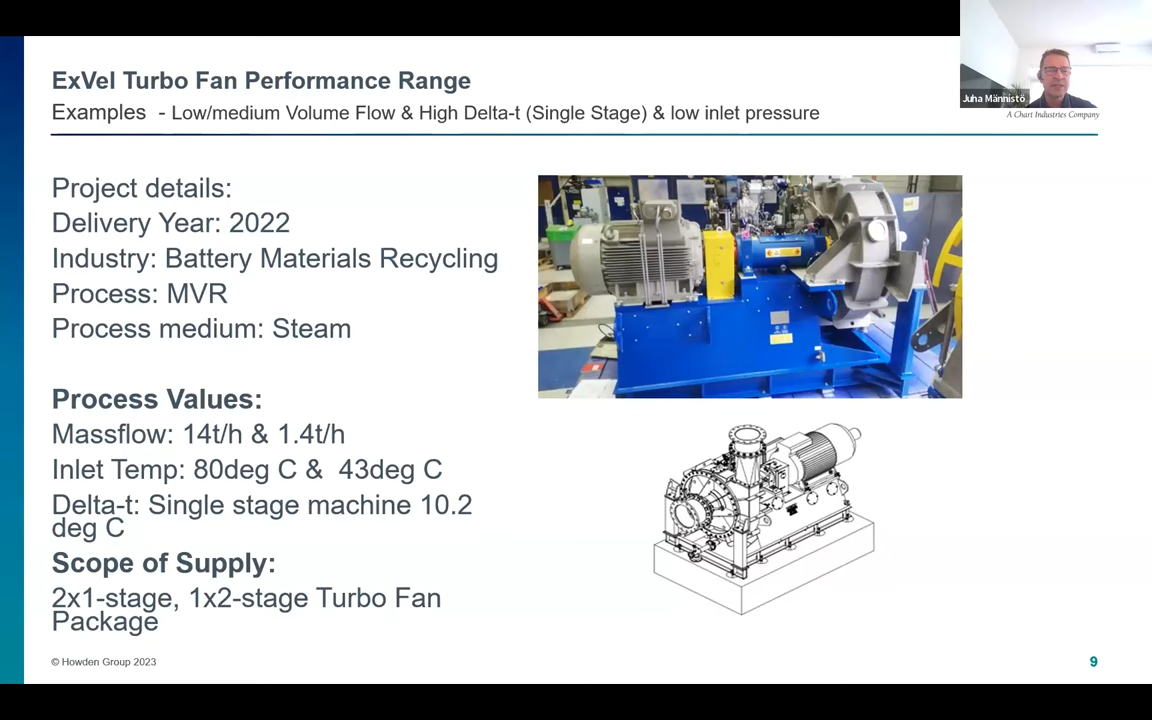 ExVel Turbo Fan Performance Range
Examples - Low/medium Volume Flow & High Delta-t (Single Stage) & low inlet pressure
Juha Männistö
A Chart Industries Company
Project details:
Delivery Year: 2022
Industry: Battery Materials Recycling
Process: MVR
Process medium: Steam
Process Values:
Massflow: 14t/h & 1.4t/h
Inlet Temp: 80deg C & 43deg C
Delta-t: Single stage machine 10.2
deg C
Scope of Supply:
2x1-stage, 1x2-stage Turbo Fan
Package
© Howden Group 2023
9